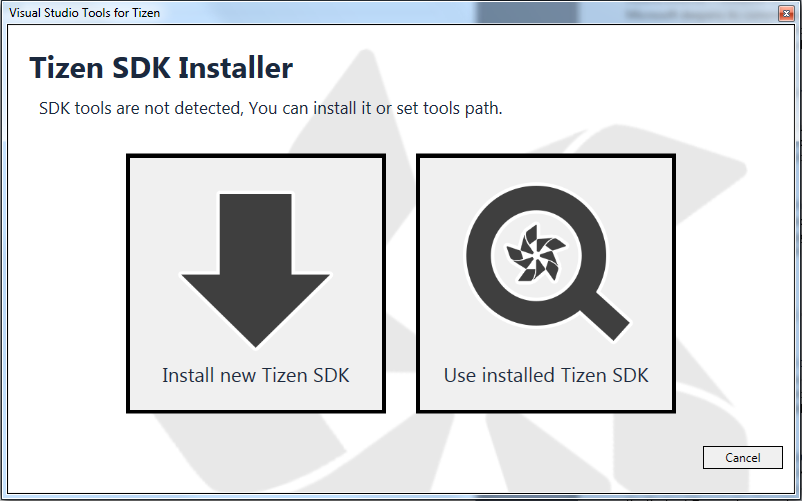 Visual Studio Tools for Tizen
Tizen SDK Installer
SDK tools are not detected, You can install it or set tools path.
Install new Tizen SDK
Use installed Tizen SDK
Cancel